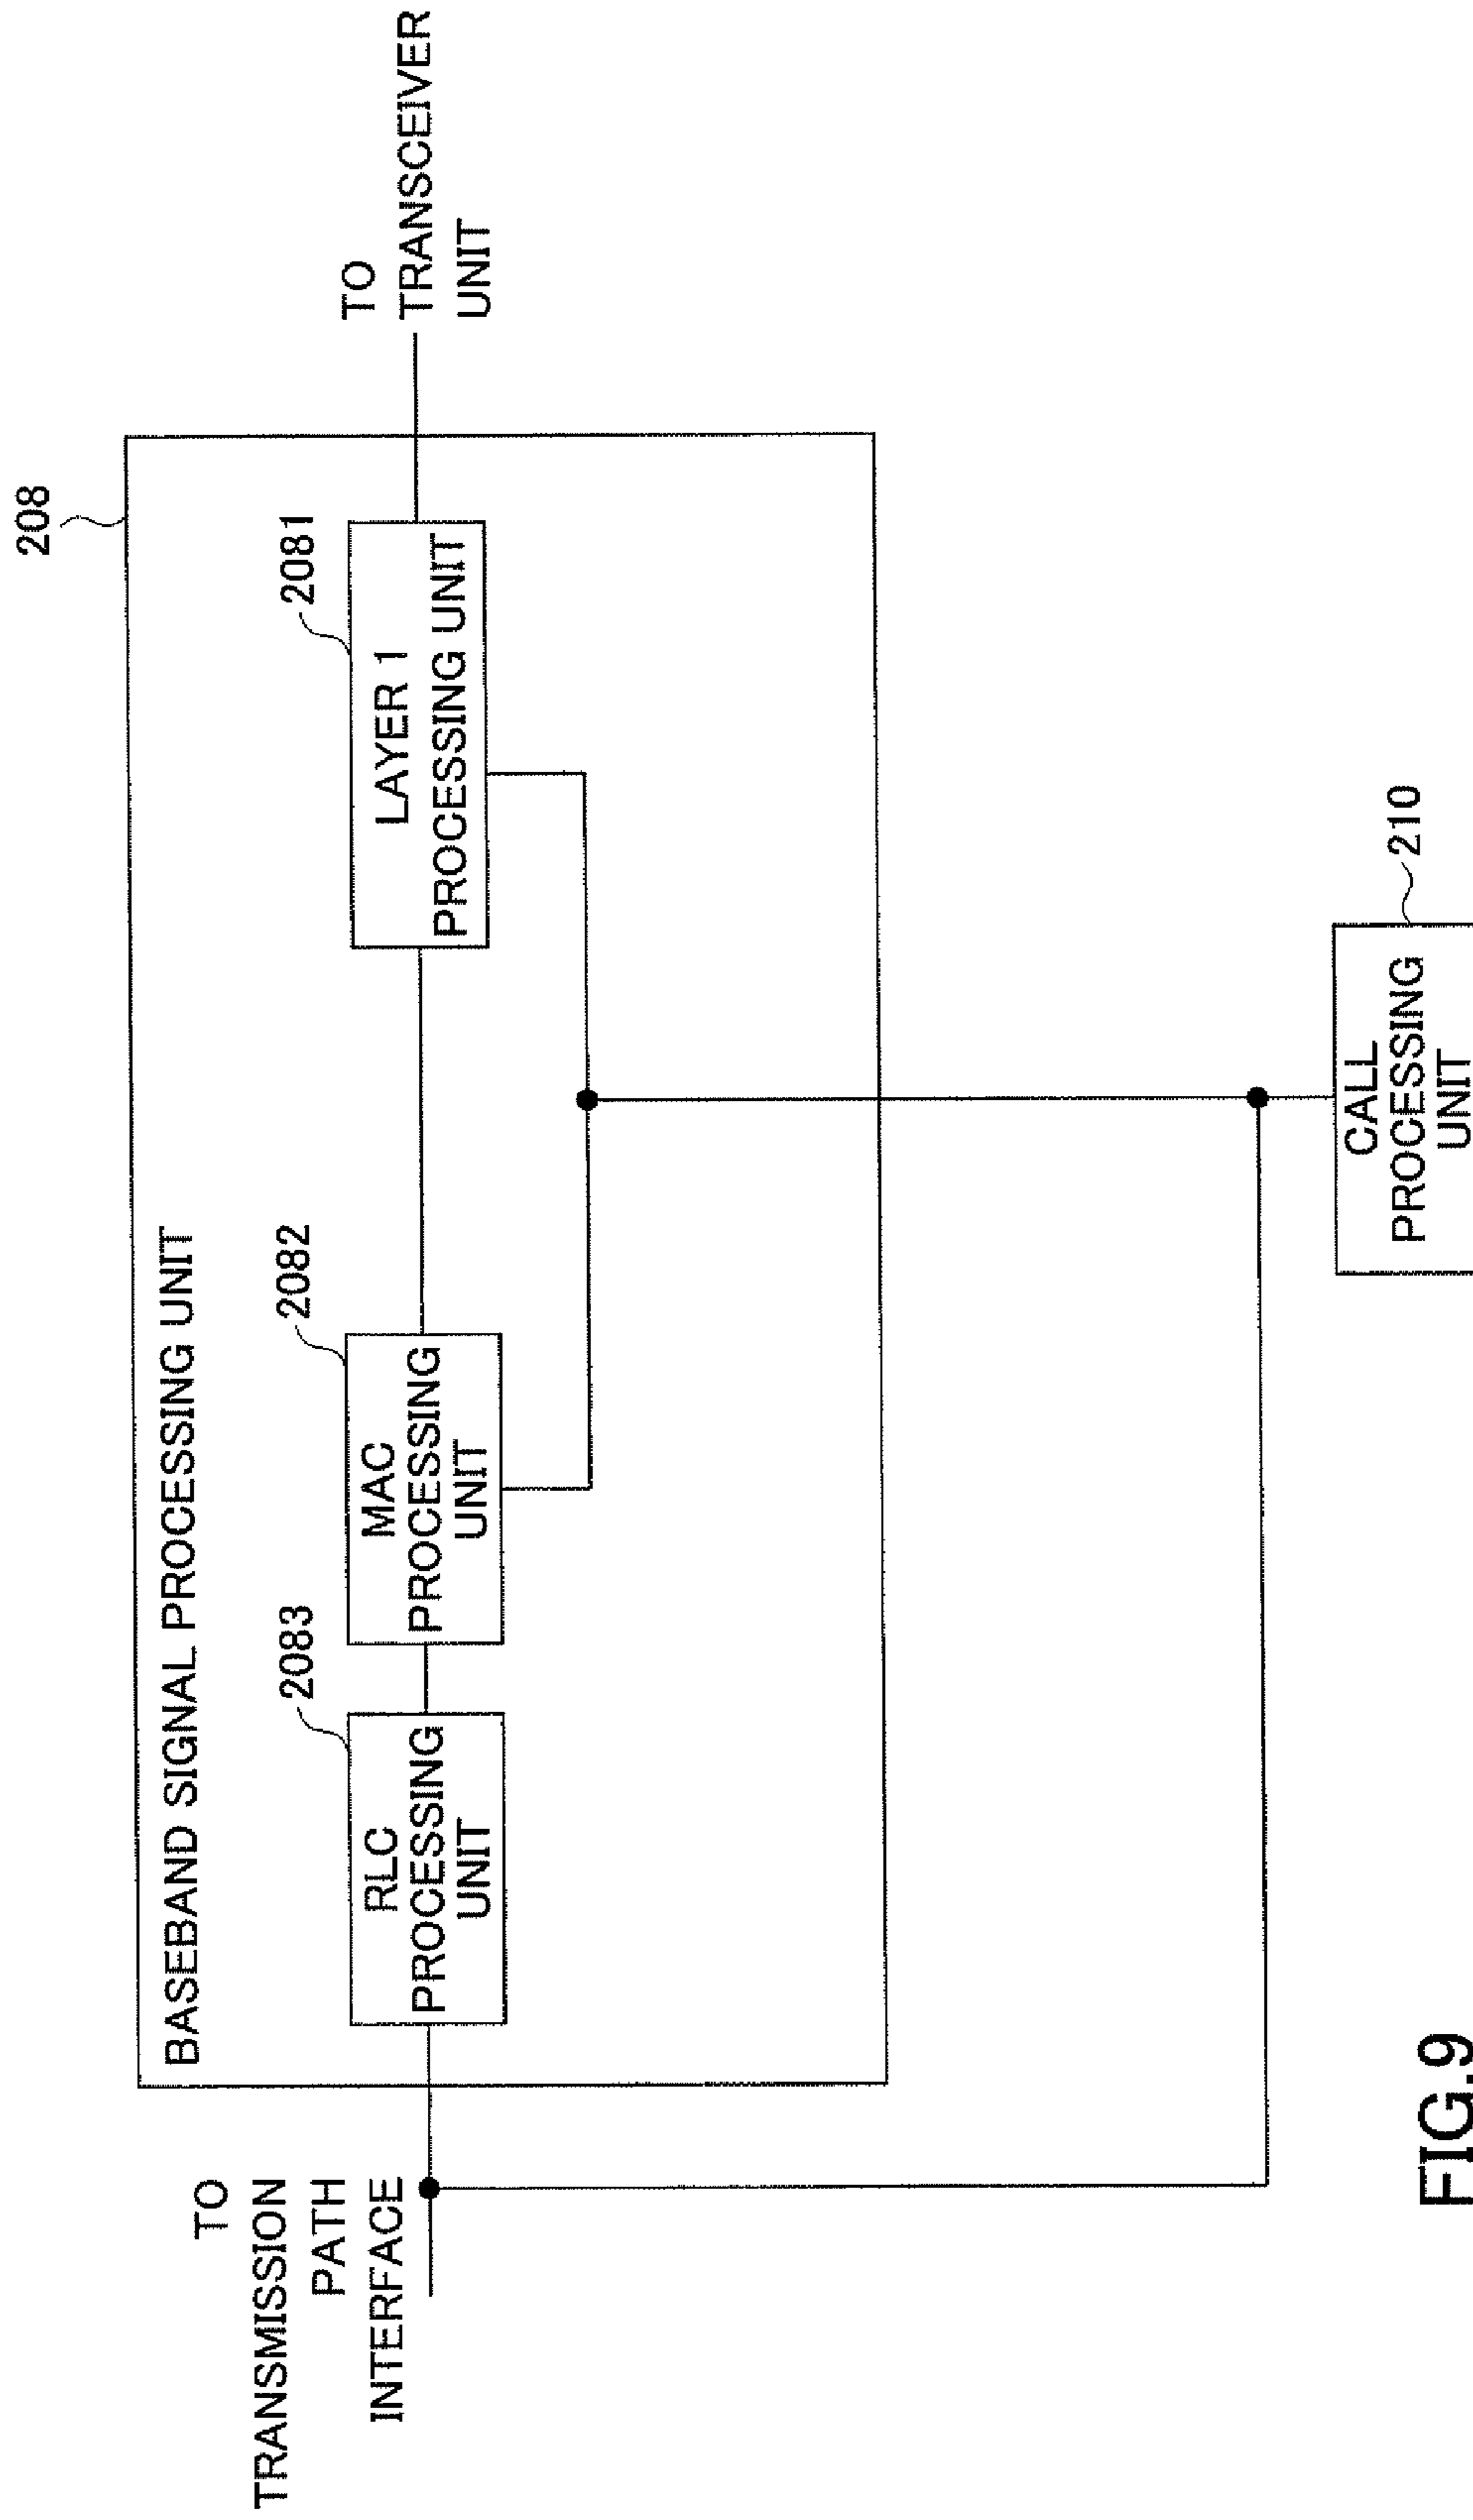 FIG.9
208
BASEBAND SIGNAL PROCESSING UNIT
TO
TRANSMISSION
PATH
INTERFACE
2083
RLC
PROCESSING
UNIT
2082
MAC
PROCESSING
UNIT
2081
LAYER 1
PROCESSING UNIT
TO
TRANSCEIVER
UNIT
210
CALL
PROCESSING
UNIT